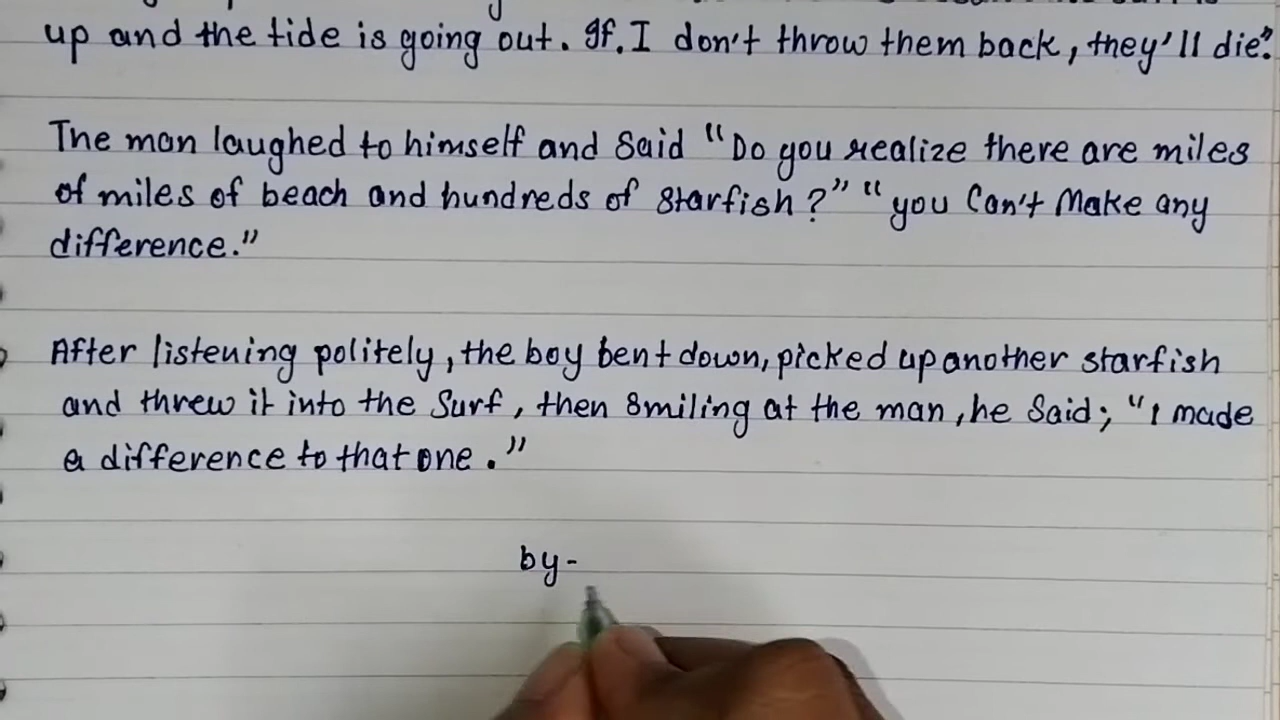 up and the tide is going out. If. I don't throw them back, they'll die".
The man laughed to himself and Said "Do you realize there are miles
of miles of beach and hundreds of starfish?" "you Can't Make any
difference."
After listening politely, the boy bent down, picked up another starfish
and threw it into the Surf, then Smiling at the man, he Said; "I made
a difference to that one."
by-